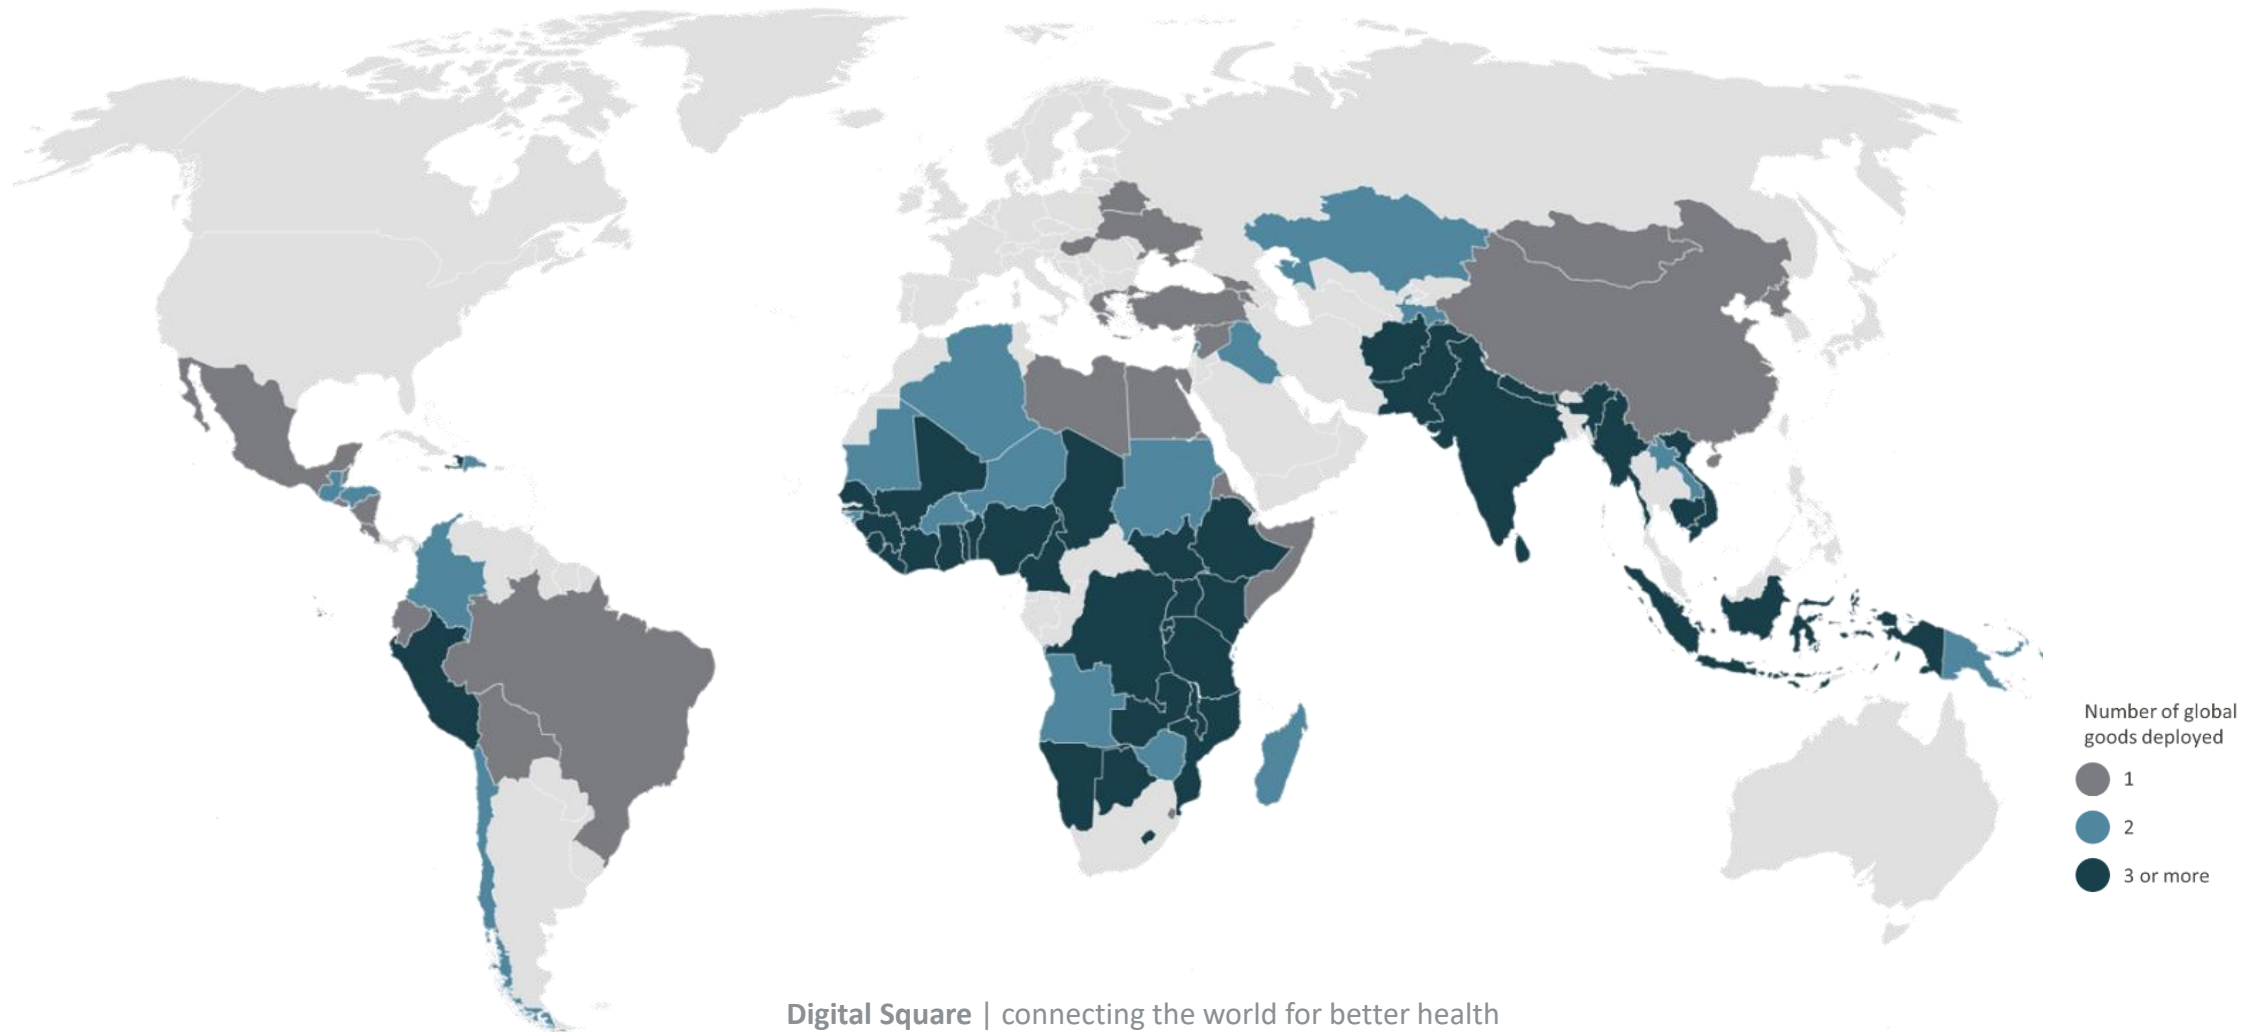 Number of global
goods deployed
1
2
3 or more
Digital Square | connecting the world for better health